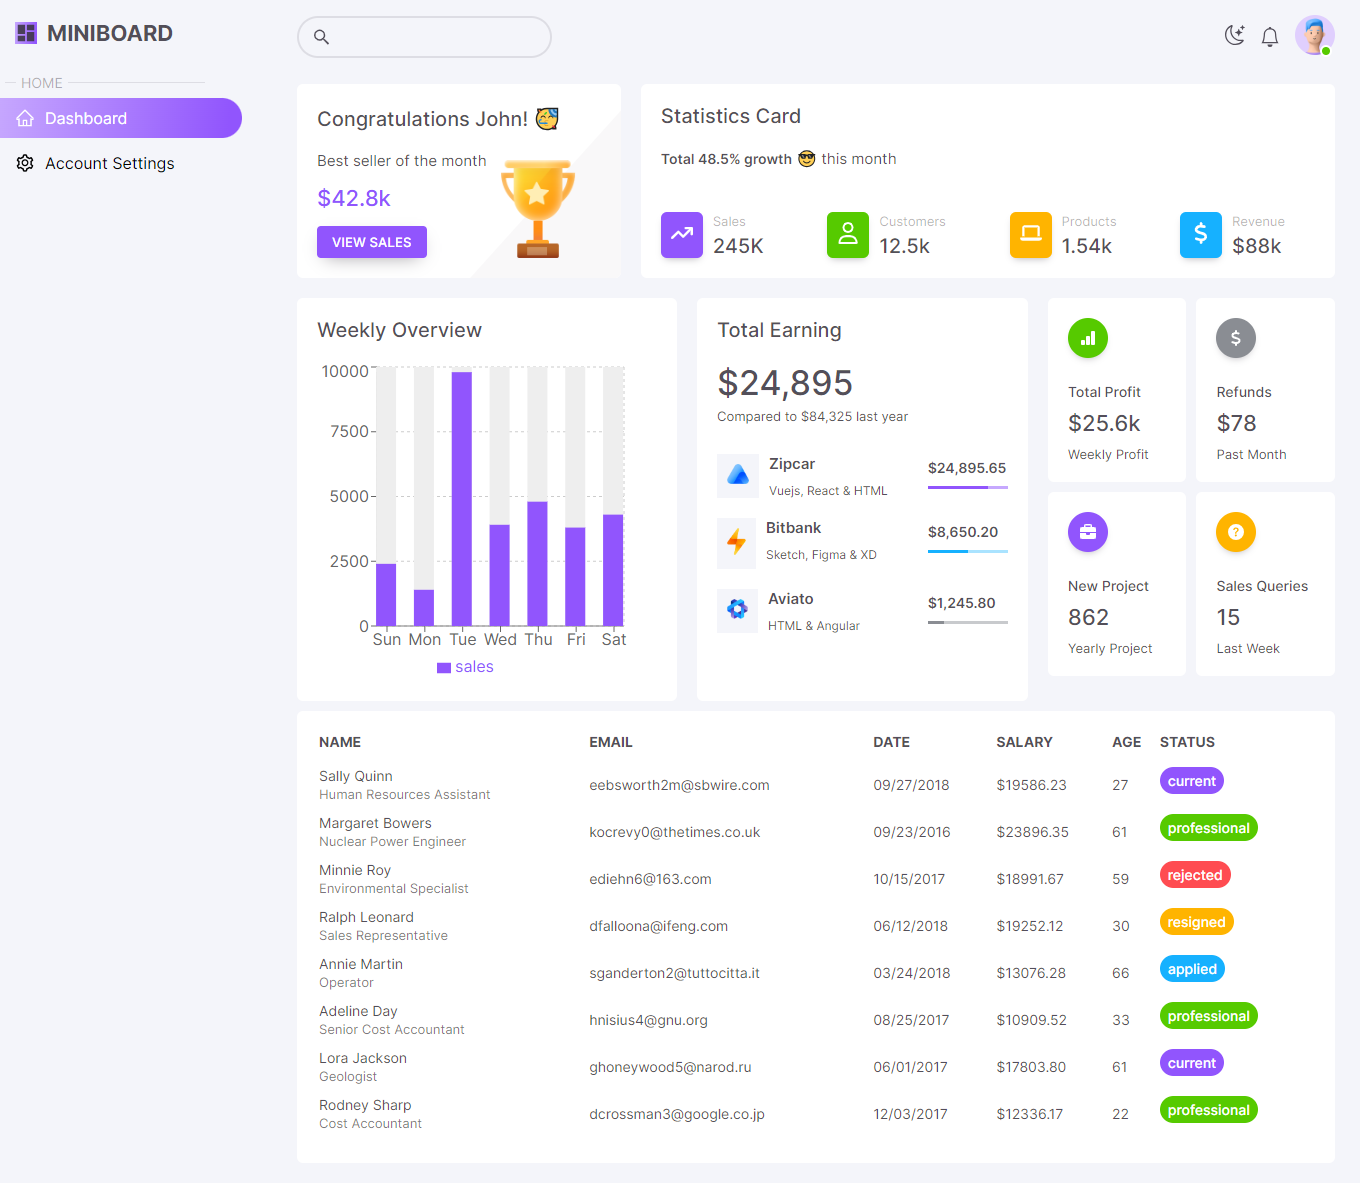 MINIBOARD
HOME
Dashboard
Account Settings
Congratulations John! 🥳
Best seller of the month
$42.8k
VIEW SALES
Statistics Card
Total 48.5% growth 😎 this month
Sales
245K
Customers
12.5k
Products
1.54k
Revenue
$88k
Weekly Overview
10000
7500
5000
2500
0
Sun Mon Tue Wed Thu Fri Sat
sales
Total Earning
$24,895
Compared to $84,325 last year
Zipcar
Vuejs, React & HTML
$24,895.65
Bitbank
Sketch, Figma & XD
$8,650.20
Aviato
HTML & Angular
$1,245.80
Total Profit
$25.6k
Weekly Profit
$
Refunds
$78
Past Month
New Project
862
Yearly Project
?
Sales Queries
15
Last Week
NAME EMAIL DATE SALARY AGE STATUS
Sally Quinn
Human Resources Assistant
eebsworth2m@sbwire.com 09/27/2018 $19586.23 27 current
Margaret Bowers
Nuclear Power Engineer
kocrevy0@thetimes.co.uk 09/23/2016 $23896.35 61 professional
Minnie Roy
Environmental Specialist
ediehn6@163.com 10/15/2017 $18991.67 59 rejected
Ralph Leonard
Sales Representative
dfalloona@ifeng.com 06/12/2018 $19252.12 30 resigned
Annie Martin
Operator
sganderton2@tuttocitta.it 03/24/2018 $13076.28 66 applied
Adeline Day
Senior Cost Accountant
hnisius4@gnu.org 08/25/2017 $10909.52 33 professional
Lora Jackson
Geologist
ghoneywood5@narod.ru 06/01/2017 $17803.80 61 current
Rodney Sharp
Cost Accountant
dcrossman3@google.co.jp 12/03/2017 $12336.17 22 professional